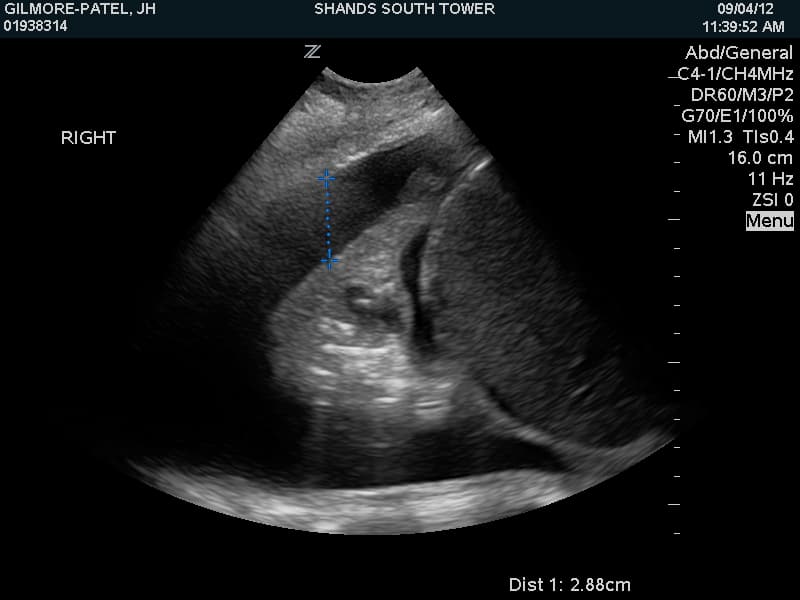 GILMORE-PATEL, JH
SHANDS SOUTH TOWER
09/04/12
01938314
11:39:52 AM
Z
Abd/General
C4-1/CH4MHz
DR60/M3/P2
G70/E1/100%
MI1.3 TIs0.4
16.0 cm
11 Hz
ZSI 0
Menu
RIGHT
Dist 1: 2.88cm